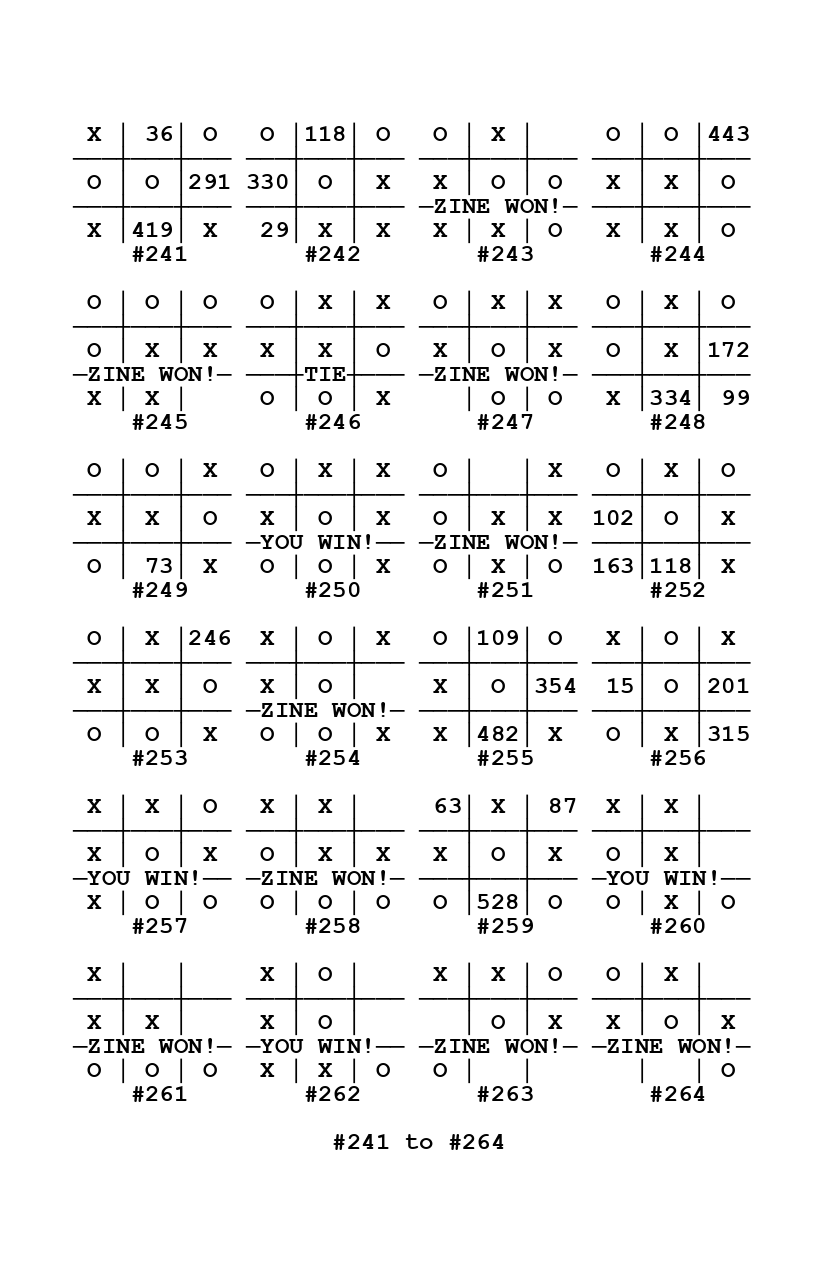 X | 36| O O |118| O O | X | O | O |443
O | O |291 330| O | X X | O | O X | X | O
—ZINE WON!—
X |419| X 29| X | X X | X | O X | X | O
#241 #242 #243 #244
O | O | O O | X | X O | X | X O | X | O
O | X | X X | X | O X | O | X O | X |172
—ZINE WON!— —TIE— —ZINE WON!—
X | X | O | O | X | O | O X |334| 99
#245 #246 #247 #248
O | O | X O | X | X O | | X O | X | O
X | X | O X | O | X O | X | X 102| O | X
—YOU WIN!— —ZINE WON!—
O | 73| X O | O | X O | X | O 163|118| X
#249 #250 #251 #252
O | X |246 X | O | X O |109| O X | O | X
X | X | O X | O | X | O |354 15| O |201
—ZINE WON!—
O | O | X O | O | X X |482| X O | X |315
#253 #254 #255 #256
X | X | O X | X | 63| X | 87 X | X |
X | O | X O | X | X X | O | X O | X |
—YOU WIN!— —ZINE WON!— —YOU WIN!—
X | O | O O | O | O O |528| O O | X | O
#257 #258 #259 #260
X | | X | O | X | X | O O | X |
X | X | X | O | | O | X X | O | X
—ZINE WON!— —YOU WIN!— —ZINE WON!— —ZINE WON!—
O | O | O X | X | O O | | | | O
#261 #262 #263 #264
#241 to #264